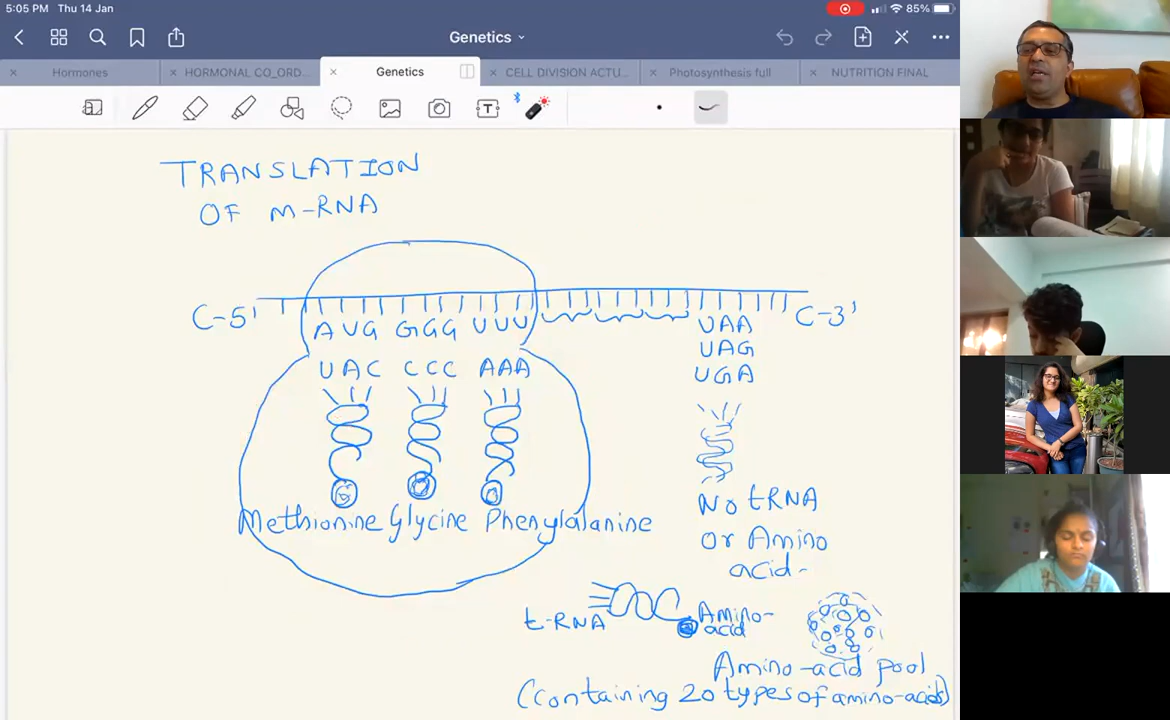 5:05 PM Thu 14 Jan
85%
Genetics
Hormones
HORMONAL CO_ORD...
Genetics
CELL DIVISION ACTU...
Photosynthesis full
NUTRITION FINAL
TRANSLATION
OF m-RNA
C-5'
AUG GGG UUU
UAA
C-3'
UAG
UAC CCC AAA
UGA
Methionine Glycine Phenylalanine
No tRNA
or Amino
acid-
t-RNA
Amino-
acid
Amino-acid pool
(Containing 20 types of amino-acids)